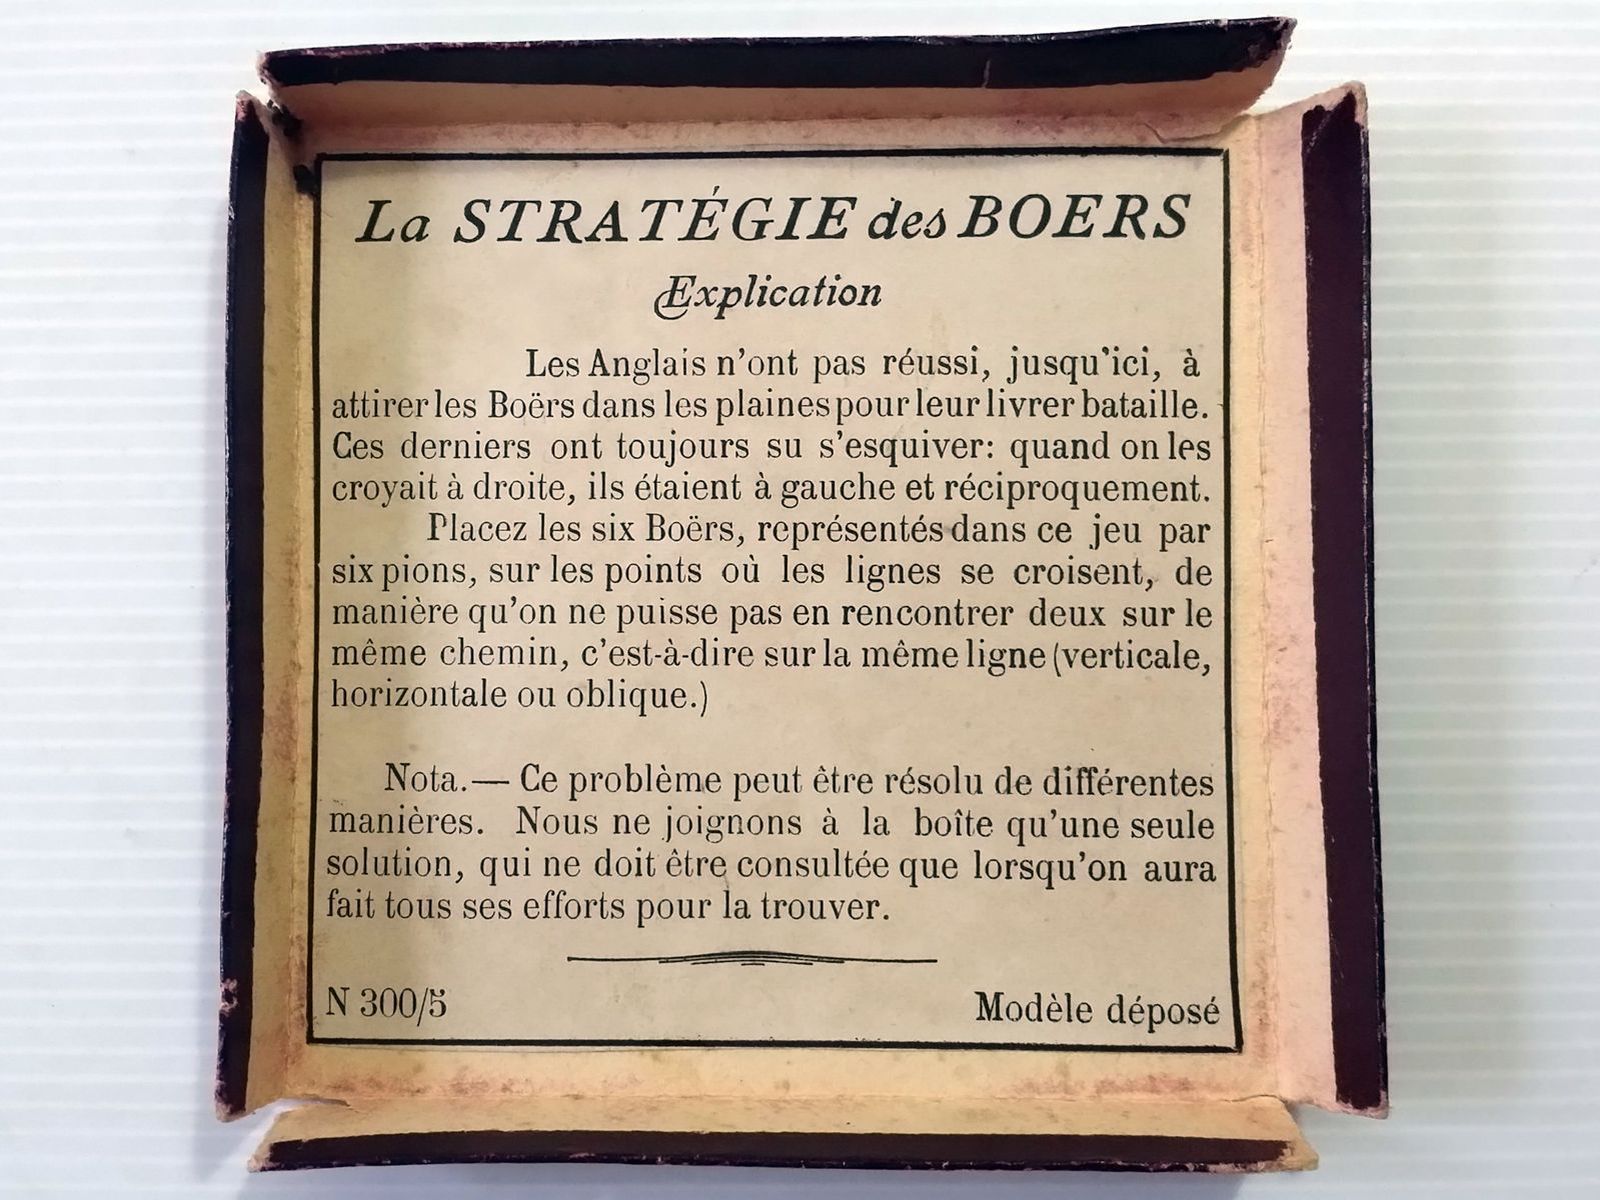 La STRATÉGIE des BOERS
Explication
Les Anglais n'ont pas réussi, jusqu'ici, à
attirer les Boërs dans les plaines pour leur livrer bataille.
Ces derniers ont toujours su s'esquiver: quand on les
croyait à droite, ils étaient à gauche et réciproquement.
Placez les six Boërs, représentés dans ce jeu par
six pions, sur les points où les lignes se croisent, de
manière qu'on ne puisse pas en rencontrer deux sur le
même chemin, c'est-à-dire sur la même ligne (verticale,
horizontale ou oblique.)
Nota.— Ce problème peut être résolu de différentes
manières. Nous ne joignons à la boîte qu'une seule
solution, qui ne doit être consultée que lorsqu'on aura
fait tous ses efforts pour la trouver.
N 300/5 Modèle déposé